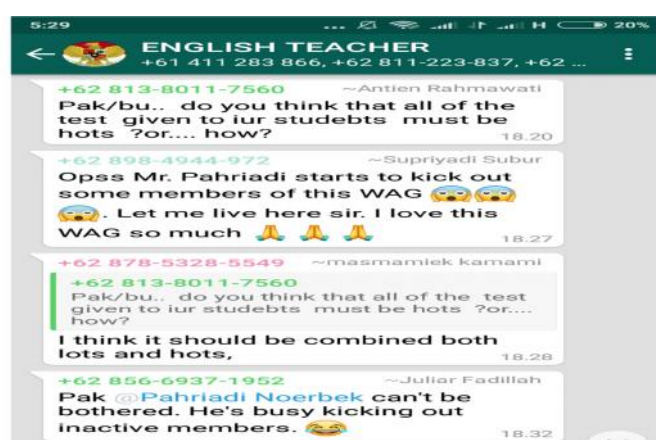 5:29 ... H 20%
ENGLISH TEACHER
+61 411 283 866, +62 811-223-837, +62 ...
+62 813-8011-7560 ~Antien Rahmawati
Pak/bu.. do you think that all of the
test given to iur studebts must be
hots ?or.... how? 18.20
+62 898-4944-972 ~Supriyadi Subur
Opss Mr. Pahriadi starts to kick out
some members of this WAG 😱😱
😱. Let me live here sir. I love this
WAG so much 🙏 🙏 🙏 18.27
+62 878-5328-5549 ~masmamiek kamami
+62 813-8011-7560
Pak/bu.. do you think that all of the test
given to iur studebts must be hots ?or....
how?
I think it should be combined both
lots and hots, 18.28
+62 856-6937-1952 ~Juliar Fadillah
Pak @Pahriadi Noerbek can't be
bothered. He's busy kicking out
inactive members. 😂 18.32